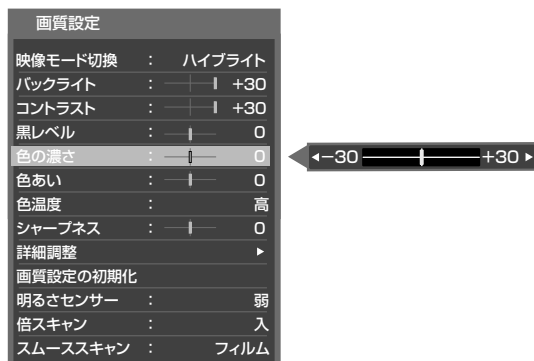 画質設定
映像モード切換 : ハイブライト
バックライト : +30
コントラスト : +30
黒レベル : 0
色の濃さ : 0
-30 +30
色あい : 0
色温度 : 高
シャープネス : 0
詳細調整
画質設定の初期化
明るさセンサー : 弱
倍スキャン : 入
スムーススキャン : フィルム